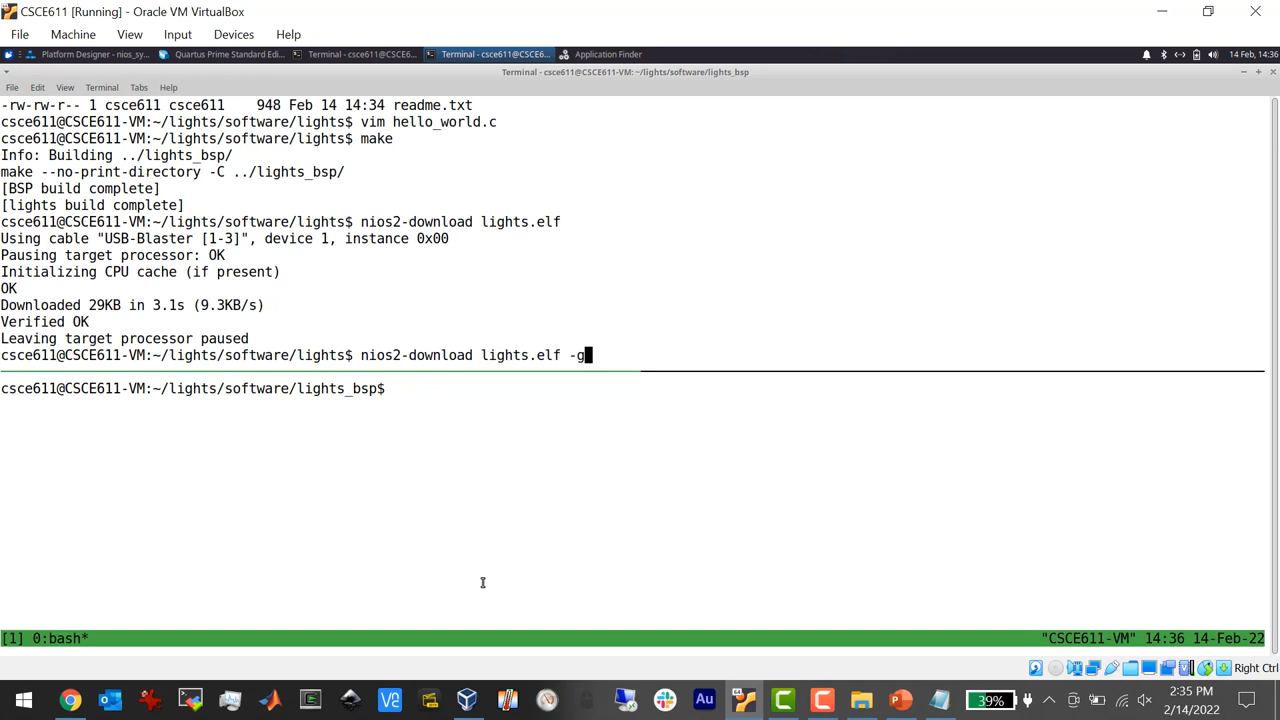 CSCE611 [Running] - Oracle VM VirtualBox
File Machine View Input Devices Help
Platform Designer - nios_sy... Quartus Prime Standard Edi... Terminal - csce611@CSCE6... Terminal - csce611@CSCE6... Application Finder 14 Feb, 14:36
Terminal - csce611@CSCE611-VM: ~/lights/software/lights_bsp
File Edit View Terminal Tabs Help
-rw-rw-r-- 1 csce611 csce611    948 Feb 14 14:34 readme.txt
csce611@CSCE611-VM:~/lights/software/lights$ vim hello_world.c
csce611@CSCE611-VM:~/lights/software/lights$ make
Info: Building ../lights_bsp/
make --no-print-directory -C ../lights_bsp/
[BSP build complete]
[lights build complete]
csce611@CSCE611-VM:~/lights/software/lights$ nios2-download lights.elf
Using cable "USB-Blaster [1-3]", device 1, instance 0x00
Pausing target processor: OK
Initializing CPU cache (if present)
OK
Downloaded 29KB in 3.1s (9.3KB/s)
Verified OK
Leaving target processor paused
csce611@CSCE611-VM:~/lights/software/lights$ nios2-download lights.elf -g
csce611@CSCE611-VM:~/lights/software/lights_bsp$
[1] 0:bash* "CSCE611-VM" 14:36 14-Feb-22
Right Ctrl
Au 39% 2:35 PM
2/14/2022